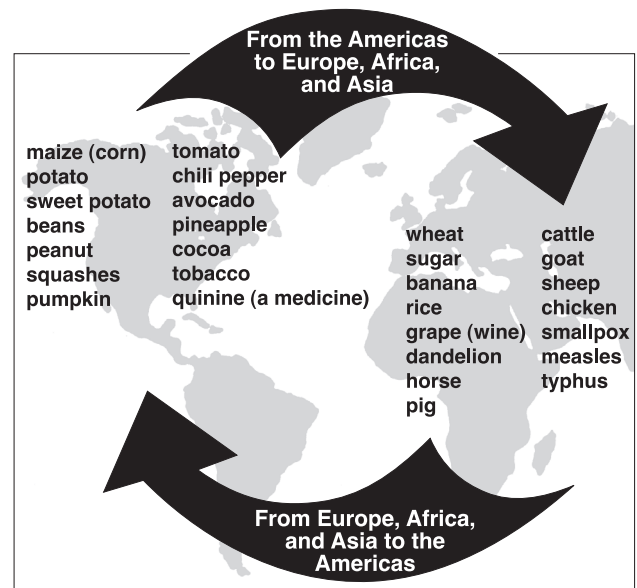 From the Americas
to Europe, Africa,
and Asia
maize (corn)
potato
sweet potato
beans
peanut
squashes
pumpkin
tomato
chili pepper
avocado
pineapple
cocoa
tobacco
quinine (a medicine)
wheat
sugar
banana
rice
grape (wine)
dandelion
horse
pig
cattle
goat
sheep
chicken
smallpox
measles
typhus
From Europe, Africa,
and Asia to the
Americas